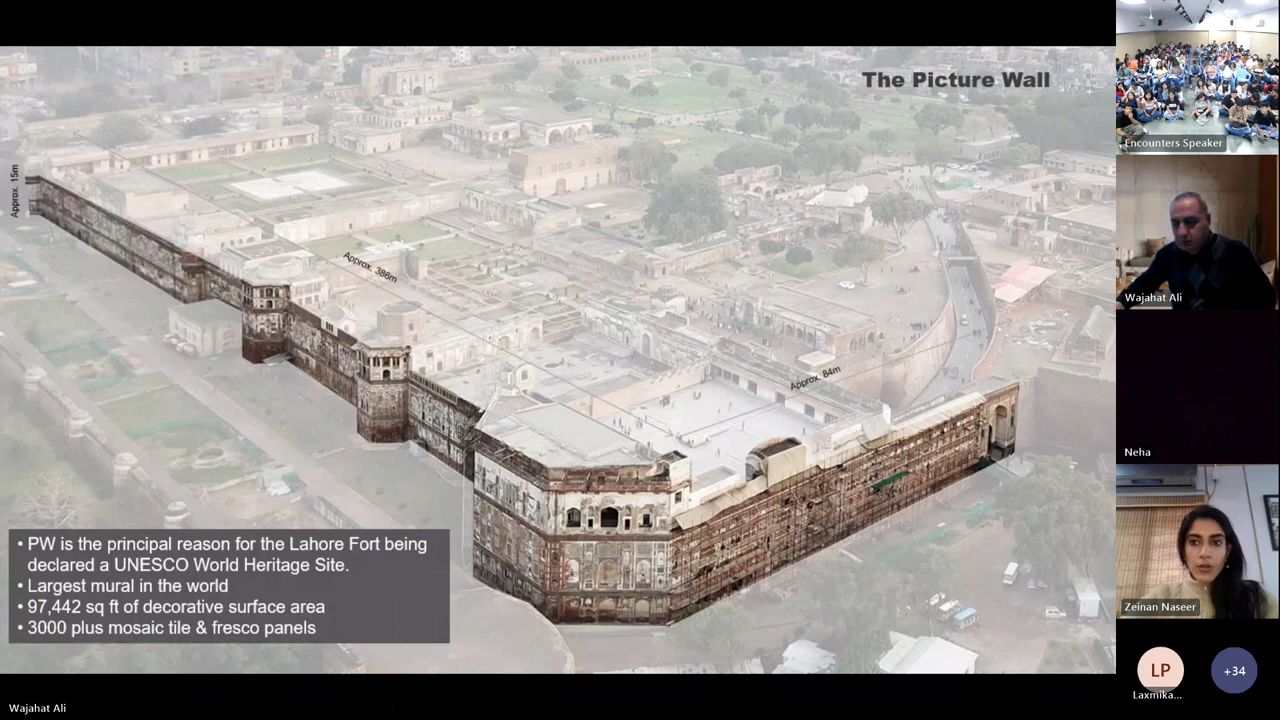 The Picture Wall
Approx. 15m
Approx. 386m
Approx. 84m
• PW is the principal reason for the Lahore Fort being
declared a UNESCO World Heritage Site.
• Largest mural in the world
• 97,442 sq ft of decorative surface area
• 3000 plus mosaic tile & fresco panels
Wajahat Ali
Encounters Speaker
Wajahat Ali
Neha
Zeinan Naseer
LP
Laxmika...
+34